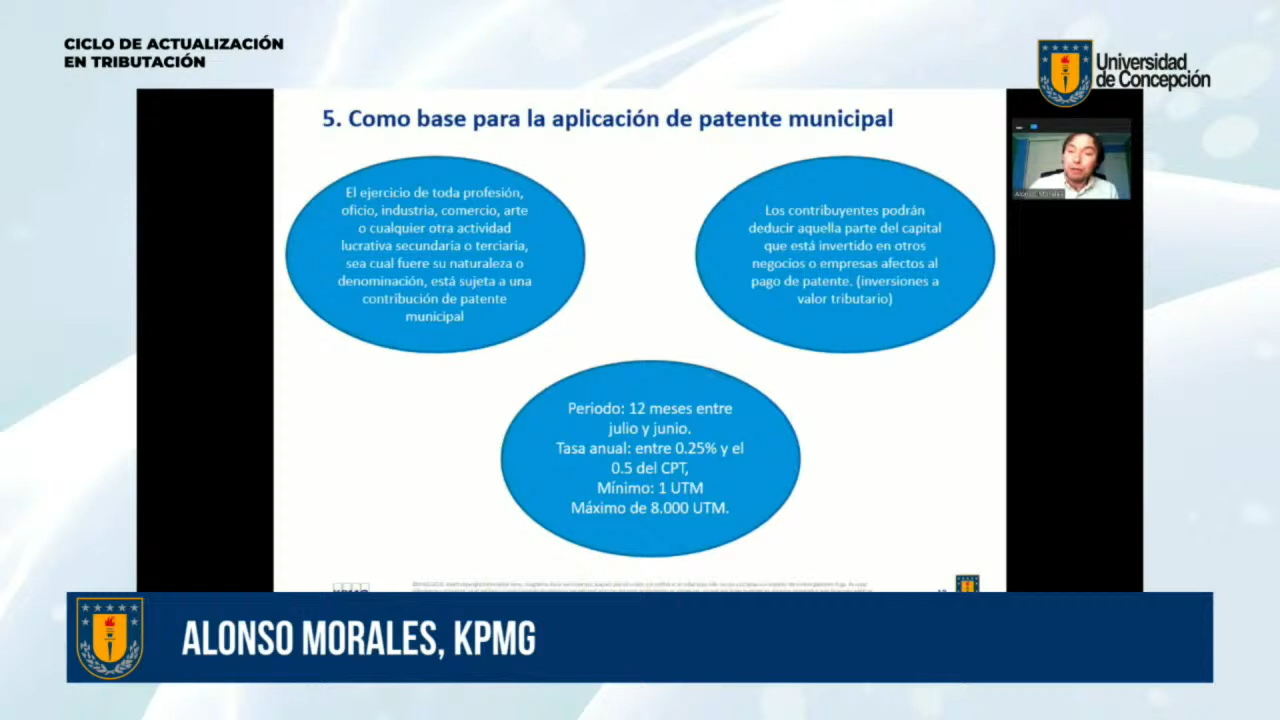 CICLO DE ACTUALIZACIÓN
EN TRIBUTACIÓN
Universidad
de Concepción
5. Como base para la aplicación de patente municipal
El ejercicio de toda profesión,
oficio, industria, comercio, arte
o cualquier otra actividad
lucrativa secundaria o terciaria,
sea cual fuere su naturaleza o
denominación, está sujeta a una
contribución de patente
municipal
Los contribuyentes podrán
deducir aquella parte del capital
que está invertido en otros
negocios o empresas afectos al
pago de patente. (inversiones a
valor tributario)
Alonso Morales
Periodo: 12 meses entre
julio y junio.
Tasa anual: entre 0.25% y el
0.5 del CPT,
Mínimo: 1 UTM
Máximo de 8.000 UTM.
ALONSO MORALES, KPMG